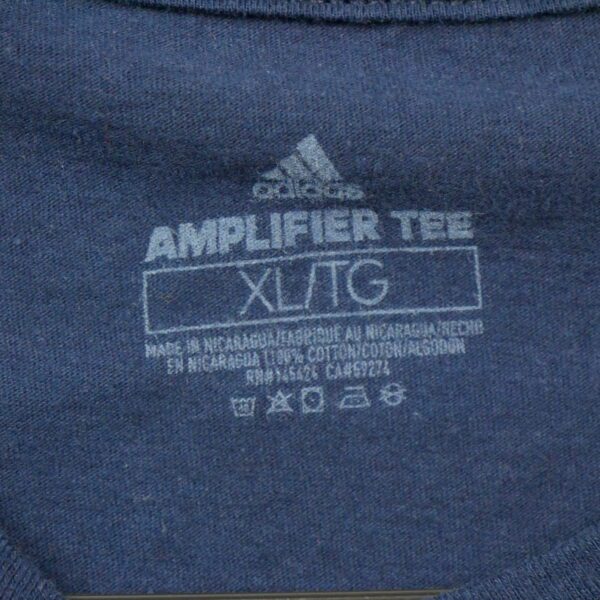 adidas
AMPLIFIER TEE
XL/TG
MADE IN NICARAGUA/FABRIQUE AU NICARAGUA/HECHO
EN NICARAGUA 100% COTTON/COTON/ALGODON
RN#145424 CA#69274